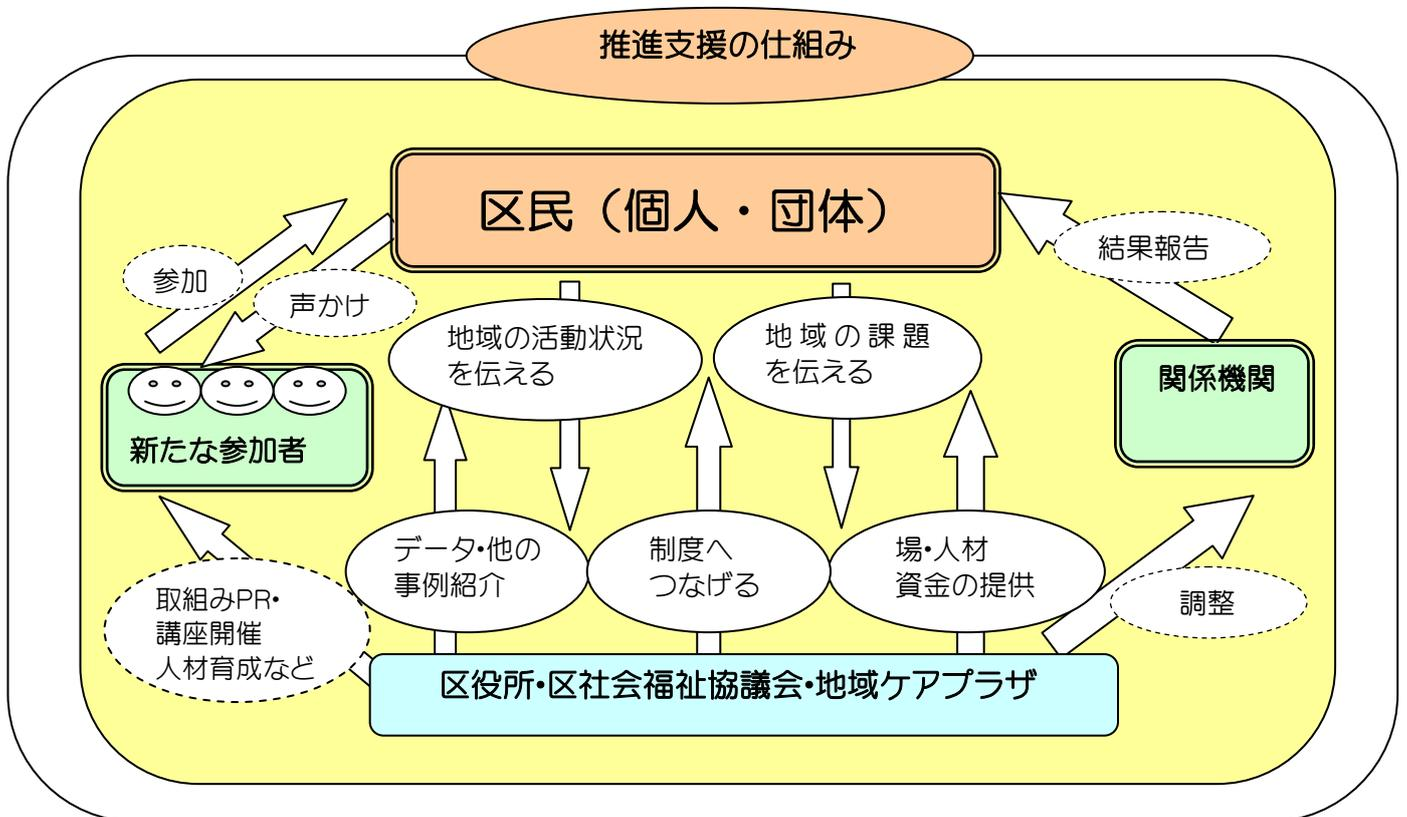 推進支援の仕組み
区民（個人・団体）
参加
声かけ
結果報告
地域の活動状況
を伝える
地域の課題
を伝える
関係機関
新たな参加者
データ・他の
事例紹介
制度へ
つなげる
場・人材
資金の提供
調整
取組みPR・
講座開催
人材育成など
区役所・区社会福祉協議会・地域ケアプラザ